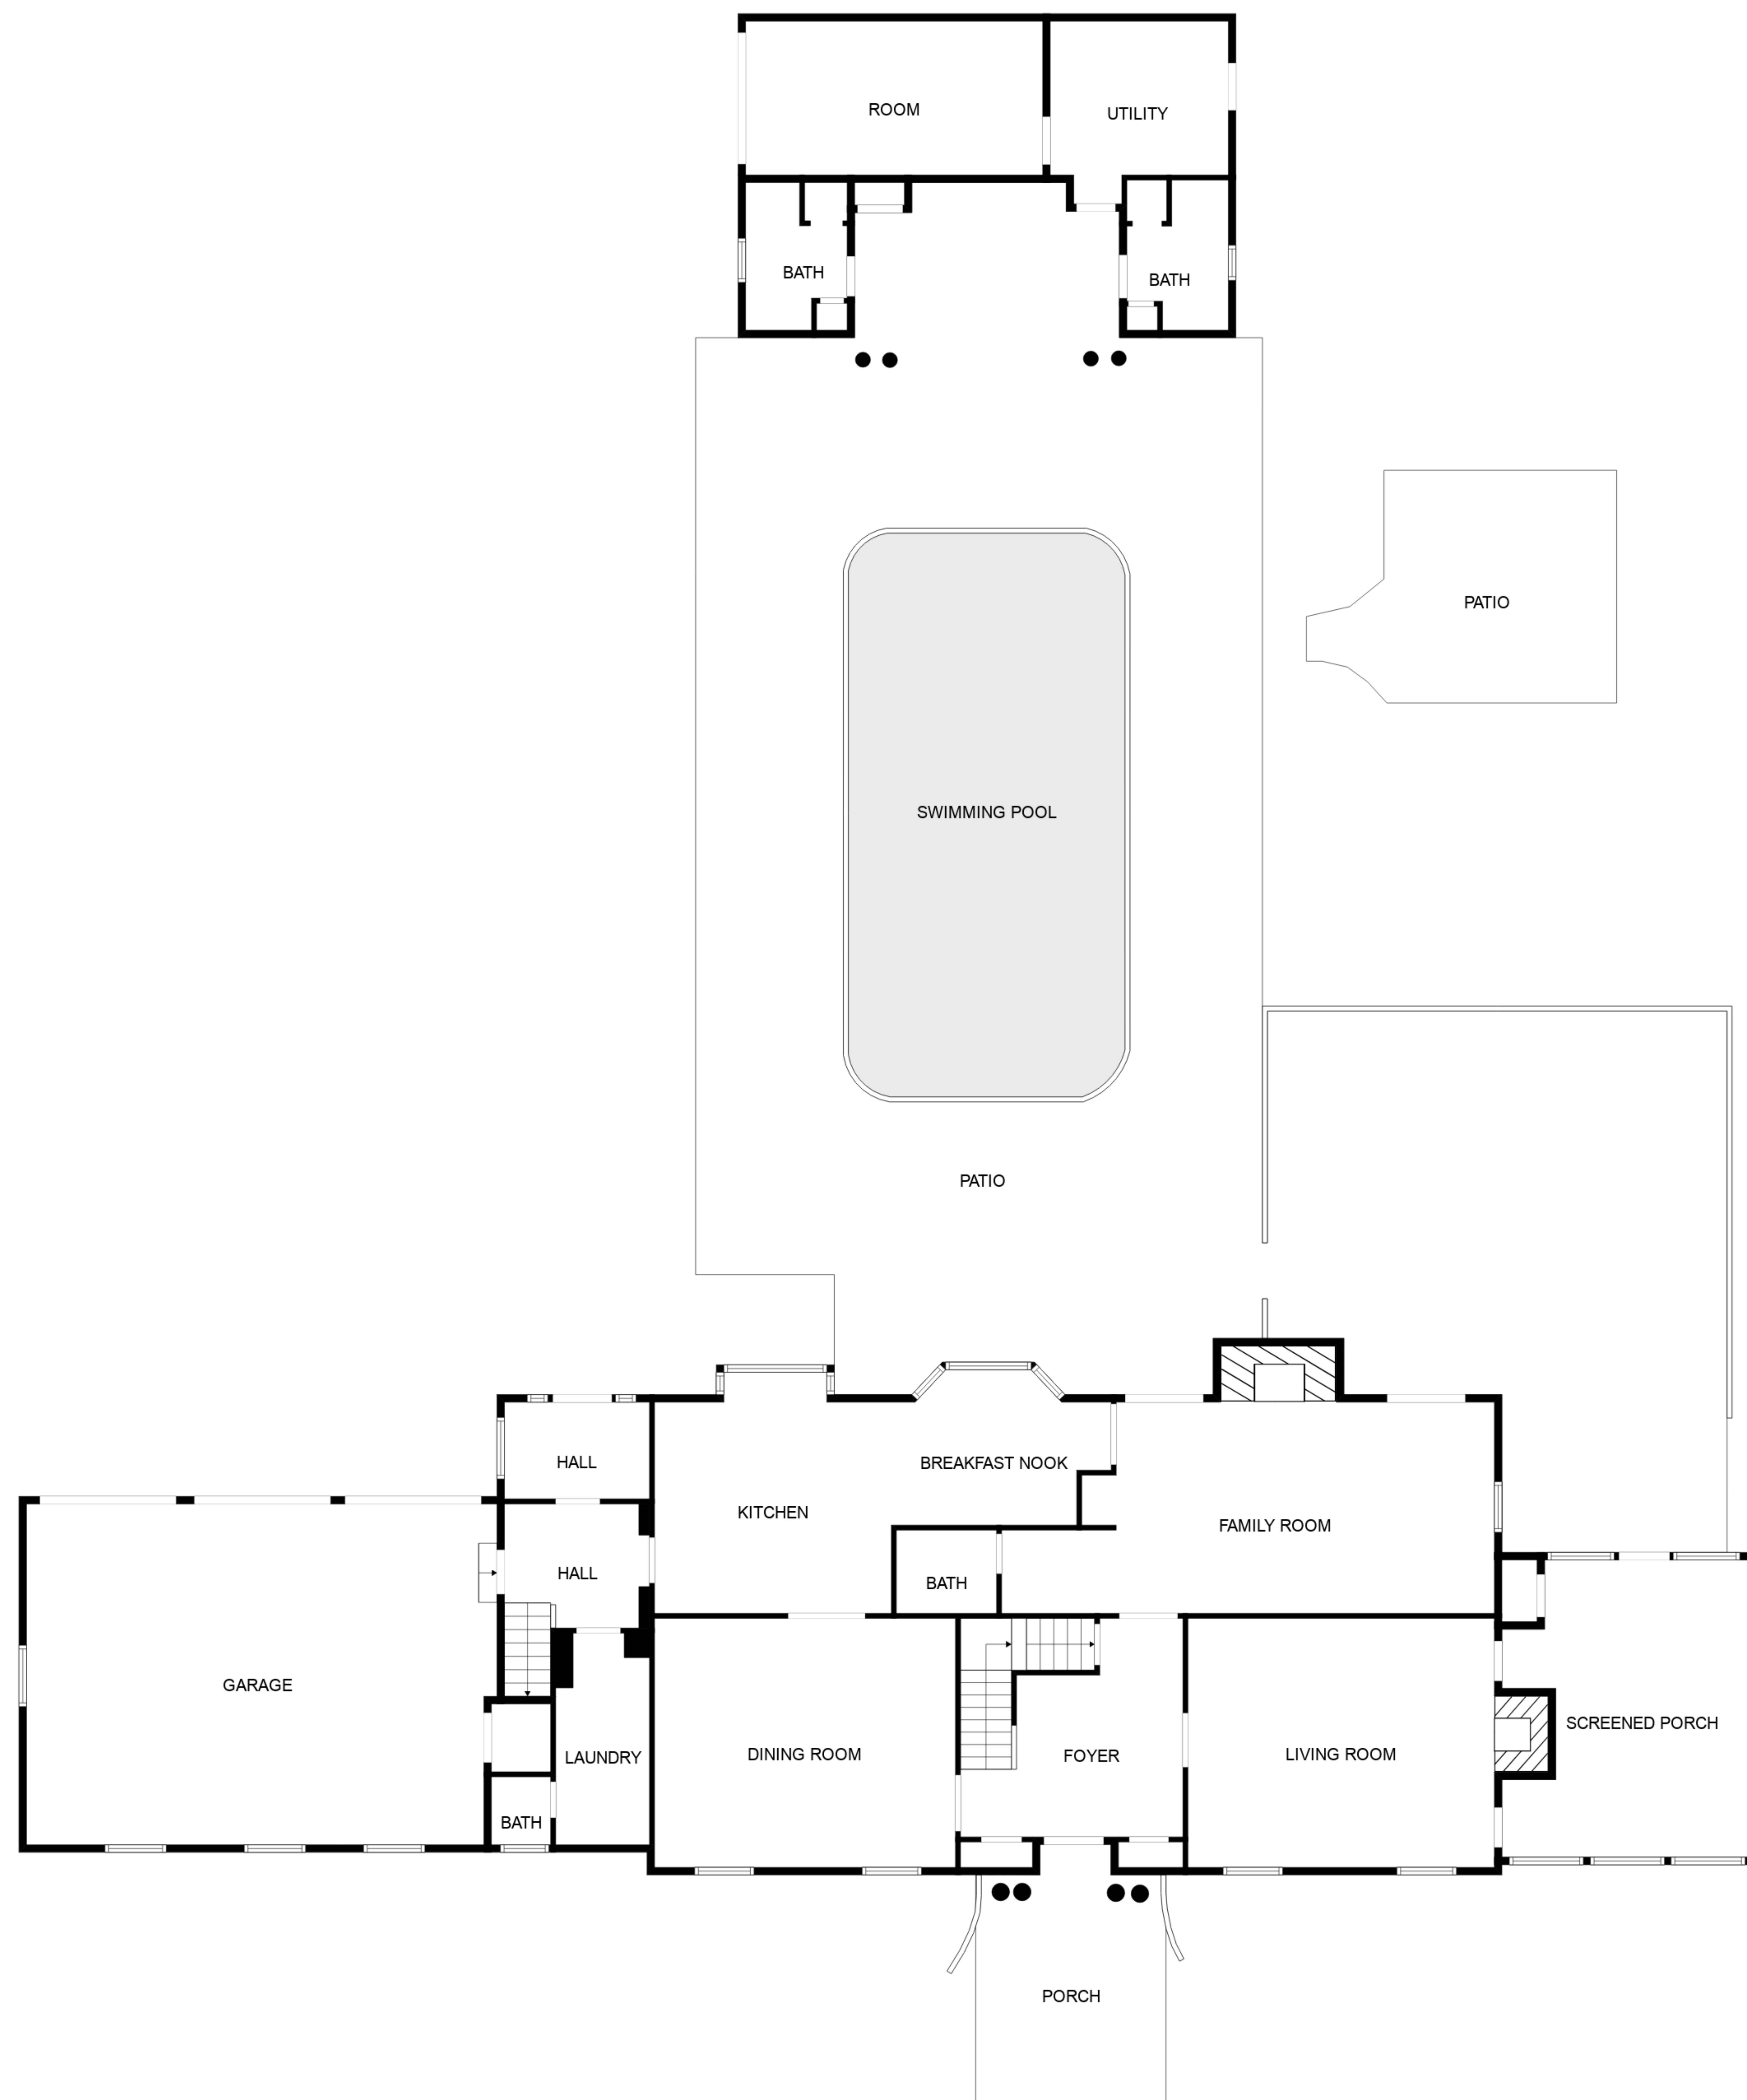 ROOM
UTILITY
BATH
BATH
PATIO
SWIMMING POOL
PATIO
HALL
BREAKFAST NOOK
KITCHEN
FAMILY ROOM
HALL
BATH
GARAGE
SCREENED PORCH
DINING ROOM
FOYER
LIVING ROOM
LAUNDRY
BATH
PORCH